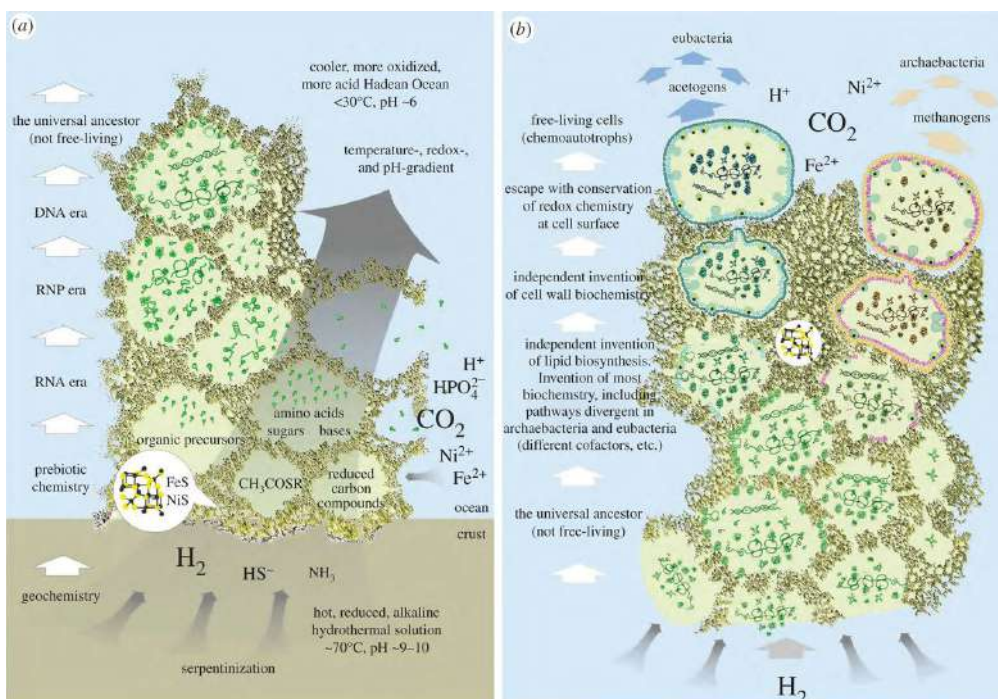 (a)
cooler, more oxidized,
more acid Hadean Ocean
<30°C, pH ~6
the universal ancestor
(not free-living)
temperature-, redox-,
and pH-gradient
DNA era
RNP era
RNA era
H⁺
HPO₄²⁻
CO₂
Ni²⁺
Fe²⁺
amino acids
sugars bases
organic precursors
prebiotic
chemistry
FeS
NiS
CH₃COSR
reduced
carbon
compounds
ocean
crust
H₂
HS⁻
NH₃
geochemistry
hot, reduced, alkaline
hydrothermal solution
~70°C, pH ~9–10
serpentinization
(b)
eubacteria
acetogens
H⁺
Ni²⁺
archaebacteria
methanogens
CO₂
Fe²⁺
free-living cells
(chemoautotrophs)
escape with conservation
of redox chemistry
at cell surface
independent invention
of cell wall biochemistry
independent invention
of lipid biosynthesis.
Invention of most
biochemistry, including
pathways divergent in
archaebacteria and eubacteria
(different cofactors, etc.)
the universal ancestor
(not free-living)
H₂